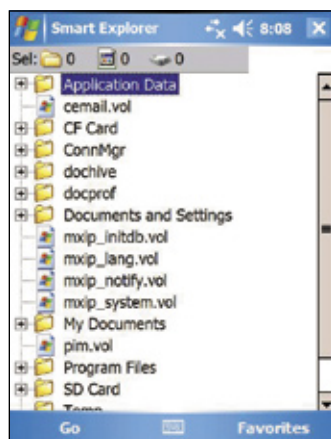 Smart Explorer 8:08
Sel: 0 0 0
Application Data
cemail.vol
CF Card
ConnMgr
dochive
docprof
Documents and Settings
mxip_initdb.vol
mxip_lang.vol
mxip_notify.vol
mxip_system.vol
My Documents
pim.vol
Program Files
SD Card
Temp
Go Favorites